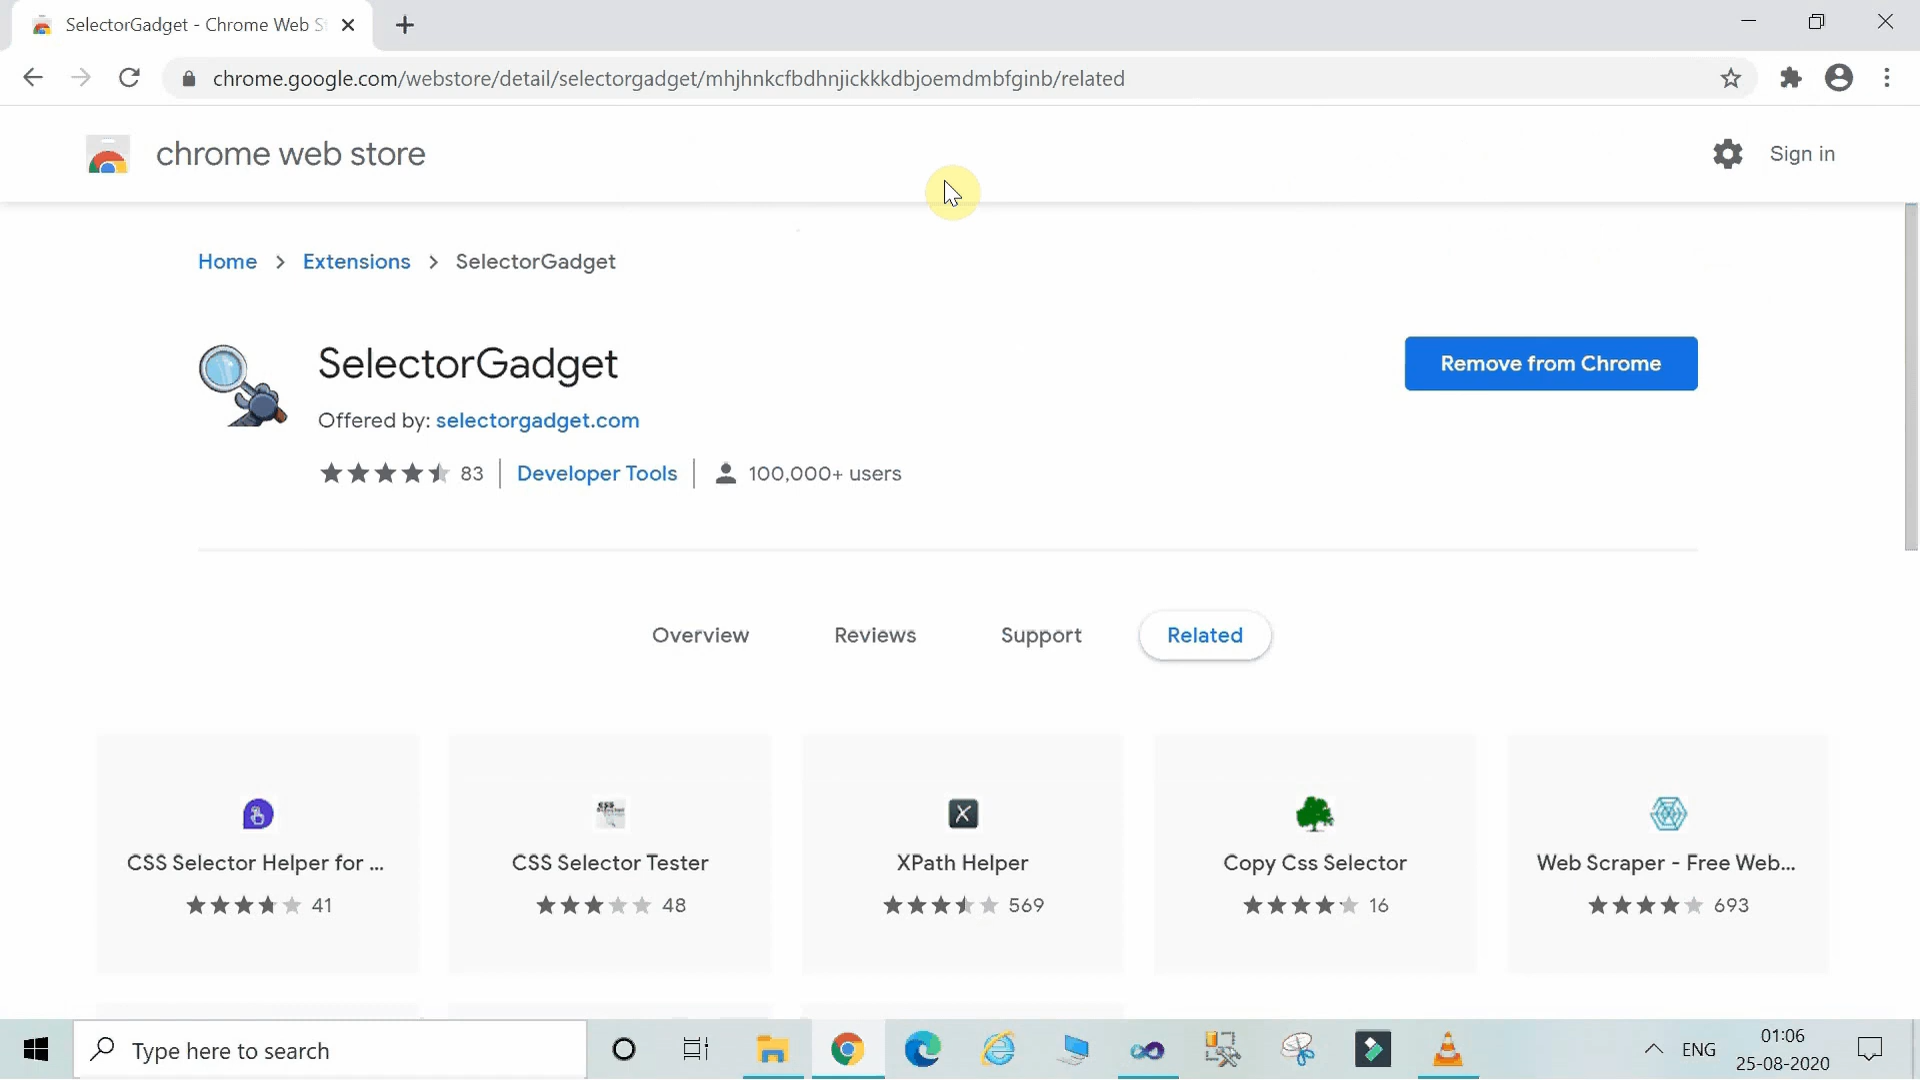 SelectorGadget - Chrome Web St
chrome.google.com/webstore/detail/selectorgadget/mhjhnkcfbdhnjickkkdbjoemdmbfginb/related
chrome web store
Sign in
Home > Extensions > SelectorGadget
SelectorGadget
Remove from Chrome
Offered by: selectorgadget.com
83 | Developer Tools | 100,000+ users
Overview Reviews Support Related
CSS Selector Helper for ... CSS Selector Tester XPath Helper Copy Css Selector Web Scraper - Free Web...
41 48 569 16 693
Type here to search
ENG
01:06
25-08-2020